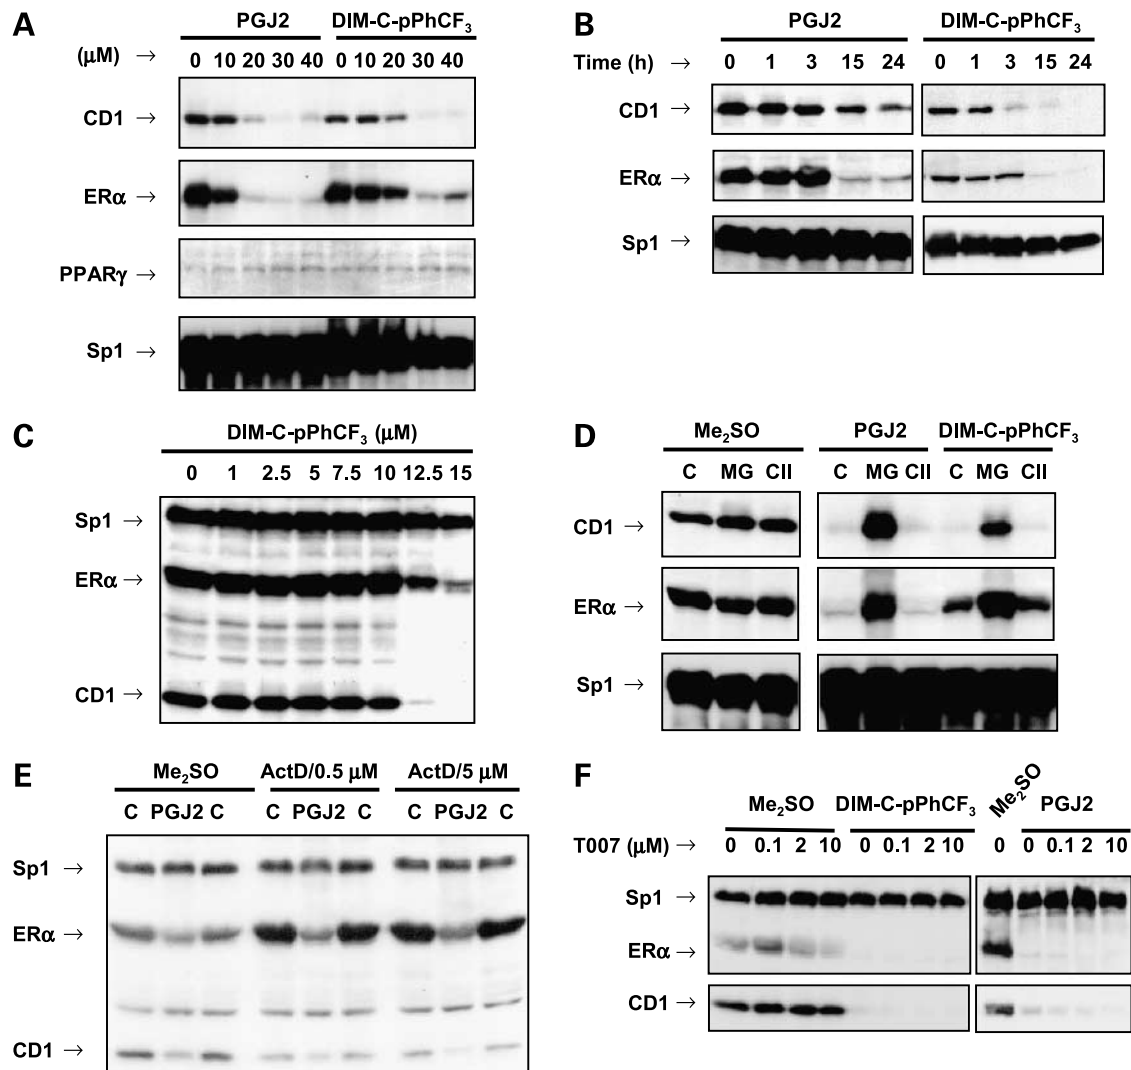 A
PGJ2 DIM-C-pPhCF3
(μM) → 0 10 20 30 40 0 10 20 30 40
CD1 →
ERα →
PPARγ →
Sp1 →
B
PGJ2 DIM-C-pPhCF3
Time (h) → 0 1 3 15 24 0 1 3 15 24
CD1 →
ERα →
Sp1 →
C
DIM-C-pPhCF3 (μM)
0 1 2.5 5 7.5 10 12.5 15
Sp1 →
ERα →
CD1 →
D
Me2SO PGJ2 DIM-C-pPhCF3
C MG CII C MG CII C MG CII
CD1 →
ERα →
Sp1 →
E
Me2SO ActD/0.5 μM ActD/5 μM
C PGJ2 C C PGJ2 C C PGJ2 C
Sp1 →
ERα →
CD1 →
F
Me2SO DIM-C-pPhCF3 Me2SO PGJ2
T007 (μM) → 0 0.1 2 10 0 0.1 2 10 0 0 0.1 2 10
Sp1 →
ERα →
CD1 →